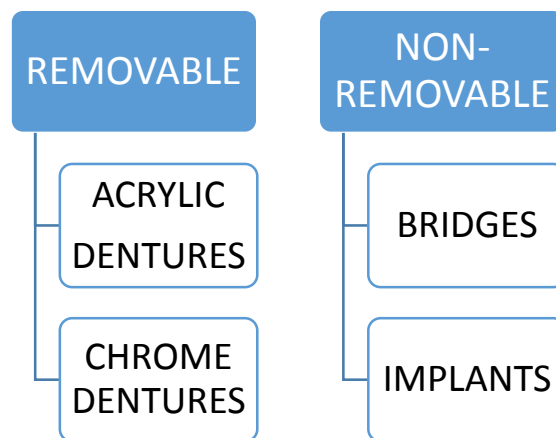 REMOVABLE
ACRYLIC
DENTURES
CHROME
DENTURES
NON-
REMOVABLE
BRIDGES
IMPLANTS